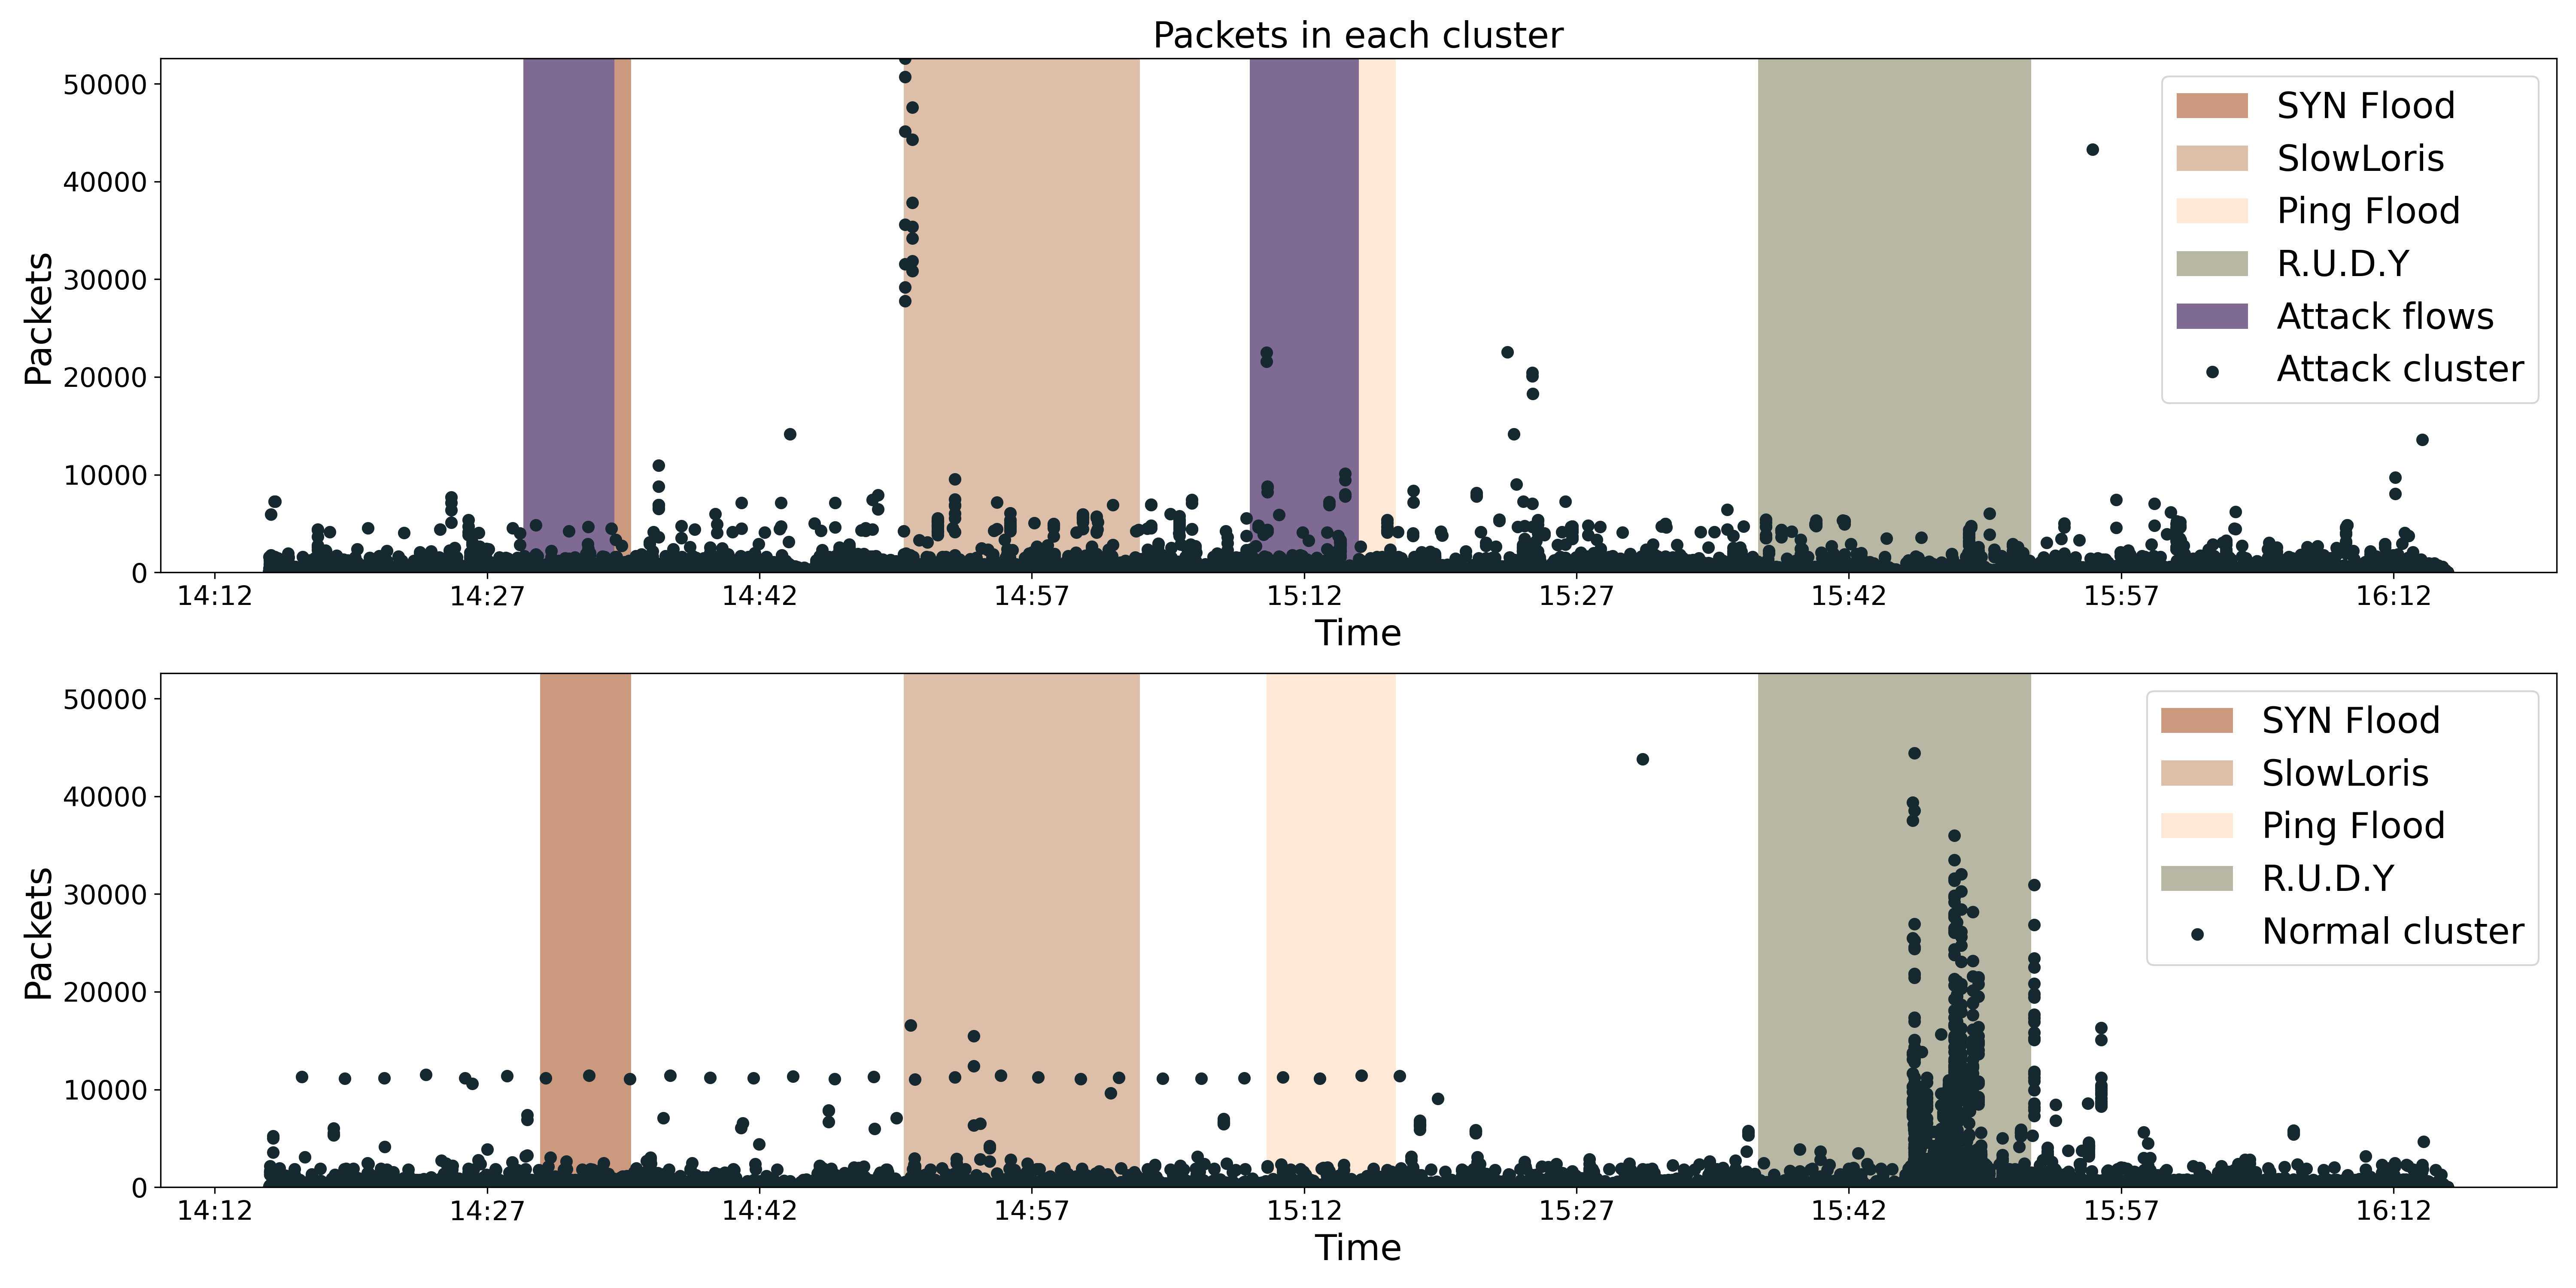 Packets in each cluster
50000
40000
30000
20000
10000
0
Packets
SYN Flood
SlowLoris
Ping Flood
R.U.D.Y
Attack flows
Attack cluster
14:12 14:27 14:42 14:57 15:12 15:27 15:42 15:57 16:12
Time
50000
40000
30000
20000
10000
0
Packets
SYN Flood
SlowLoris
Ping Flood
R.U.D.Y
Normal cluster
14:12 14:27 14:42 14:57 15:12 15:27 15:42 15:57 16:12
Time